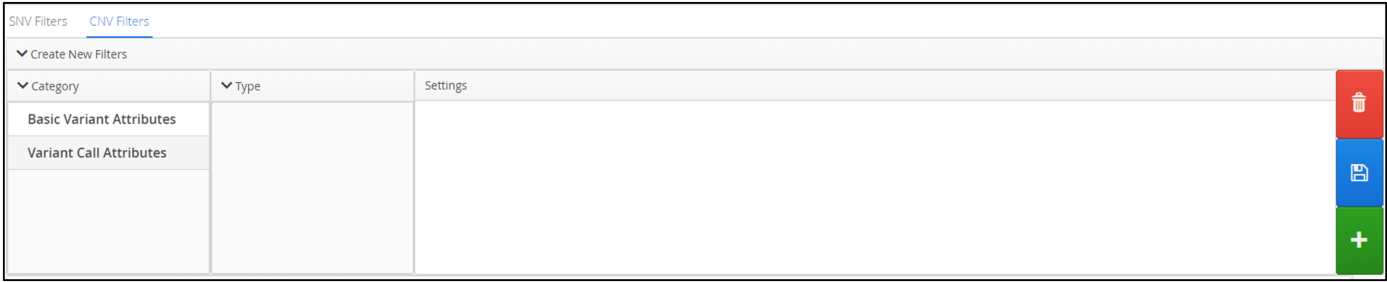 SNV Filters CNV Filters
Create New Filters
Category Type Settings
Basic Variant Attributes
Variant Call Attributes